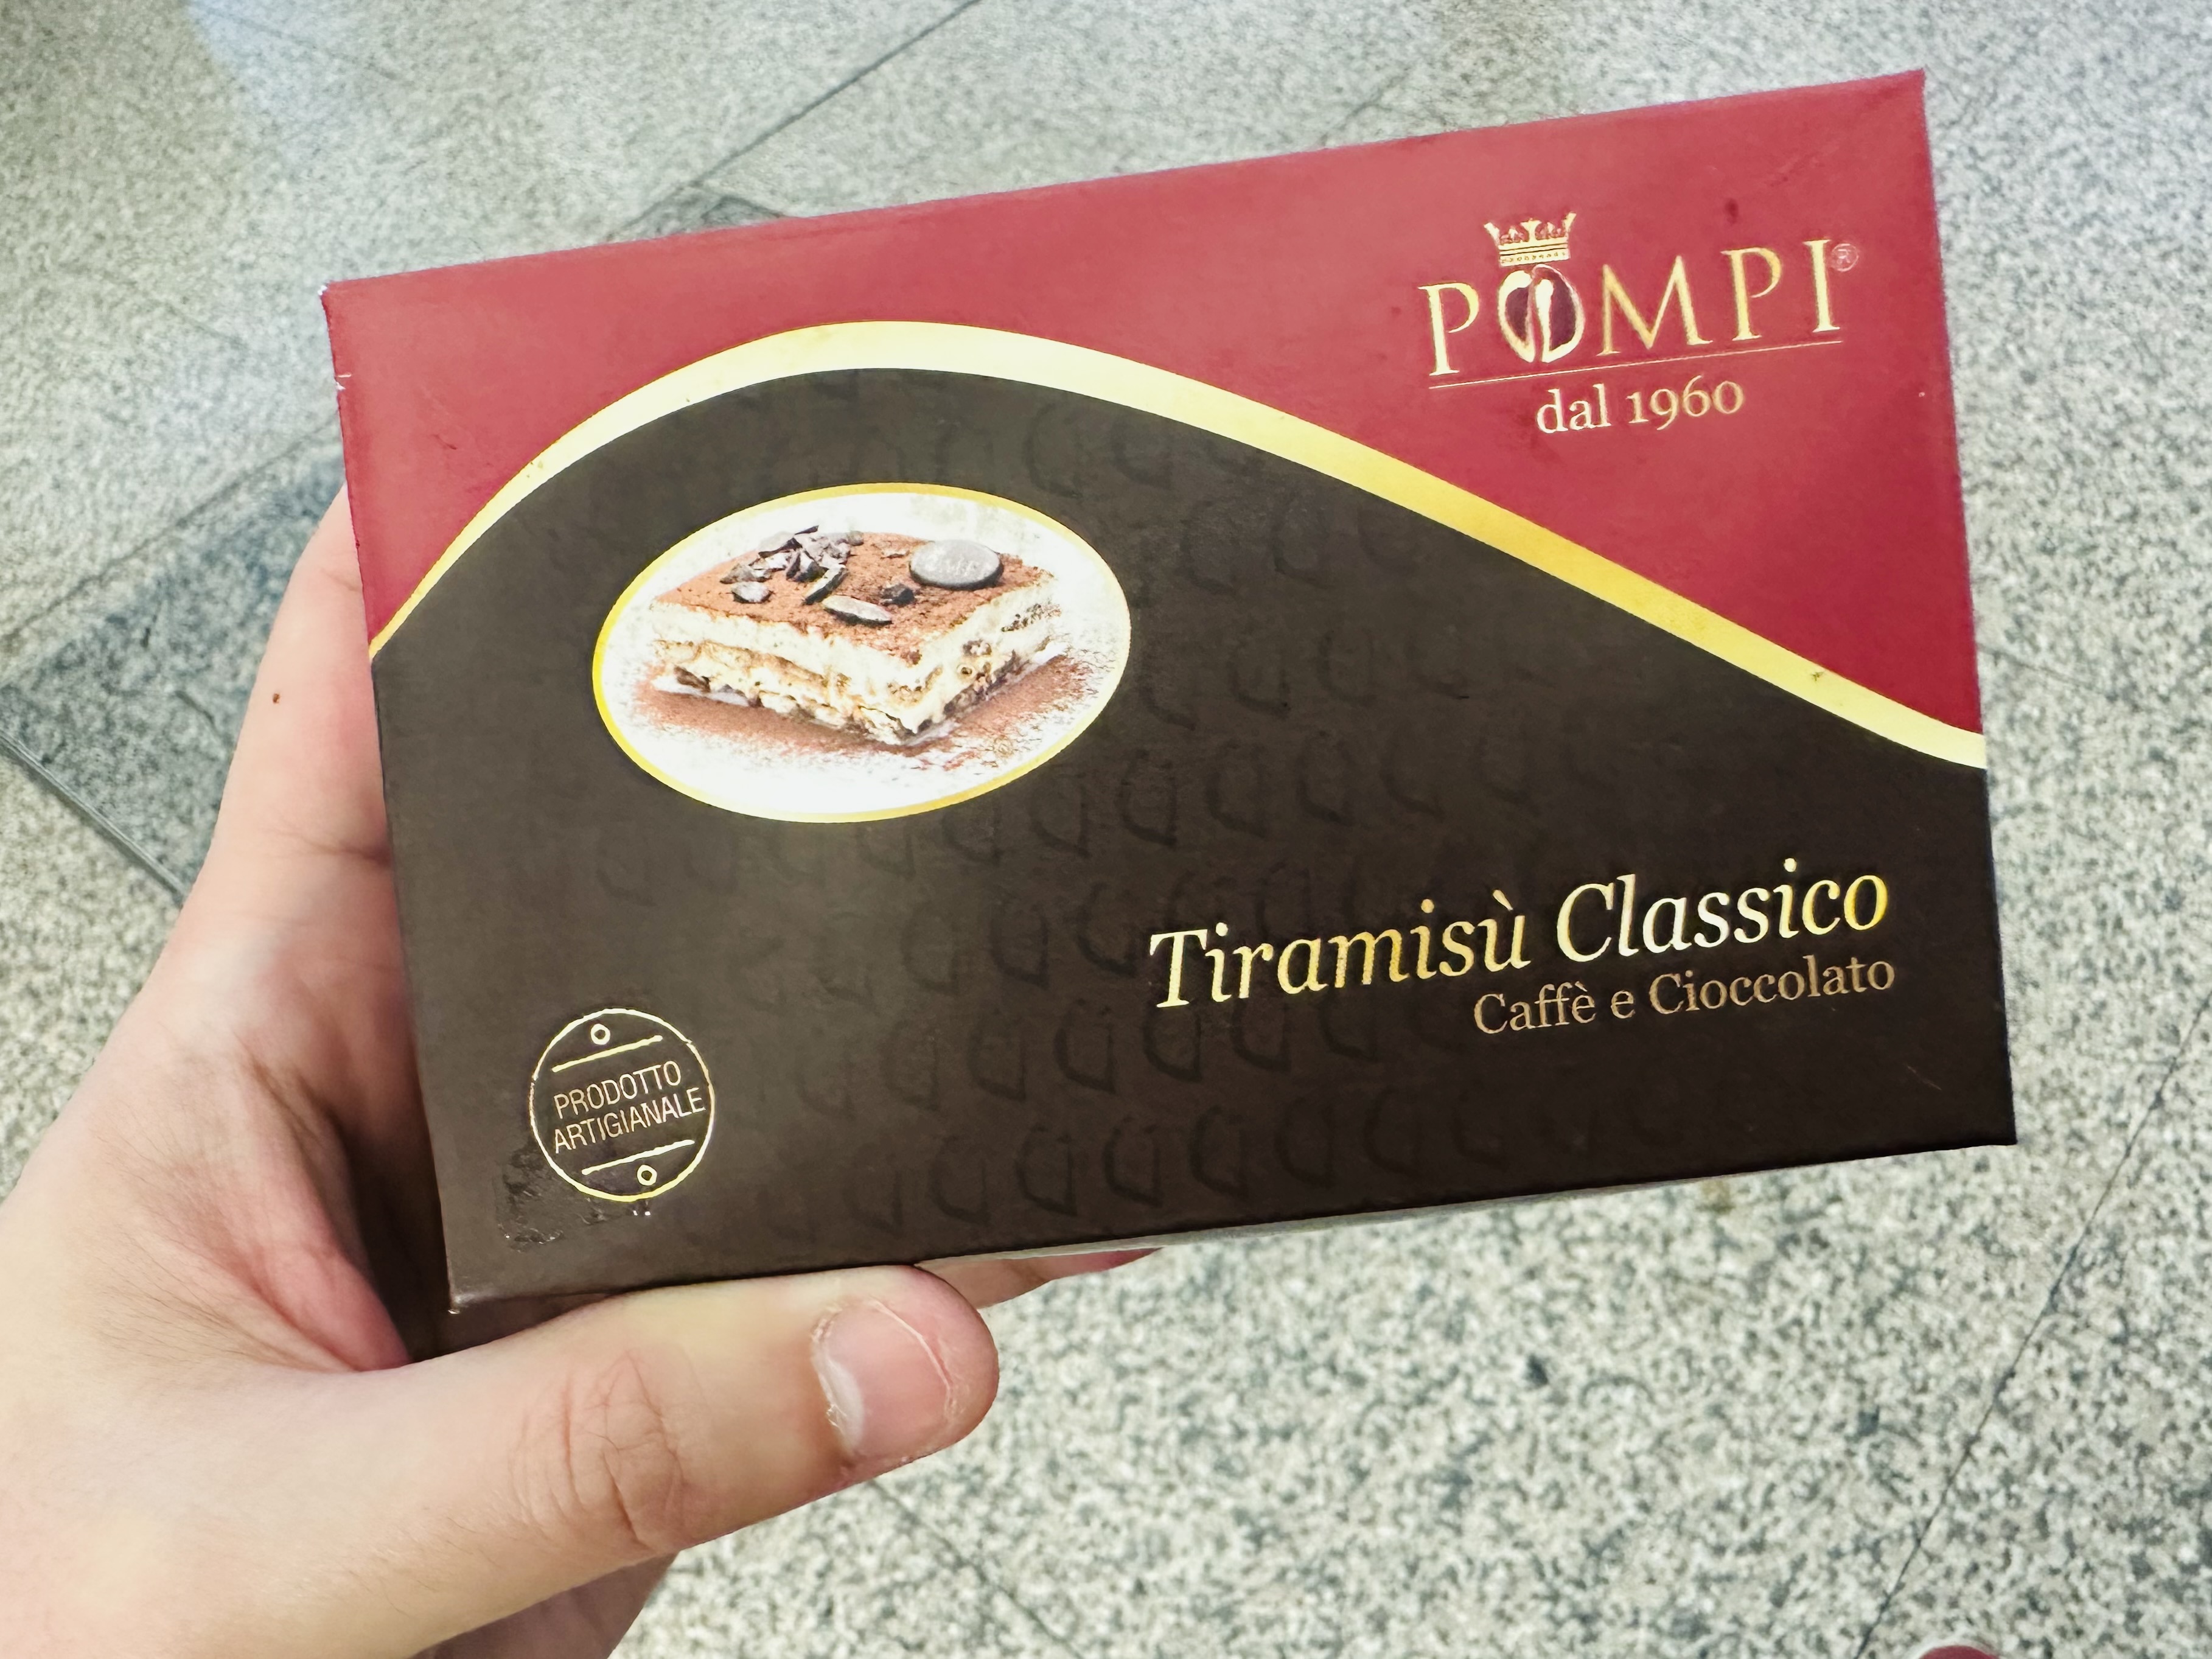 POMPI®
dal 1960
Tiramisù Classico
Caffè e Cioccolato
PRODOTTO
ARTIGIANALE